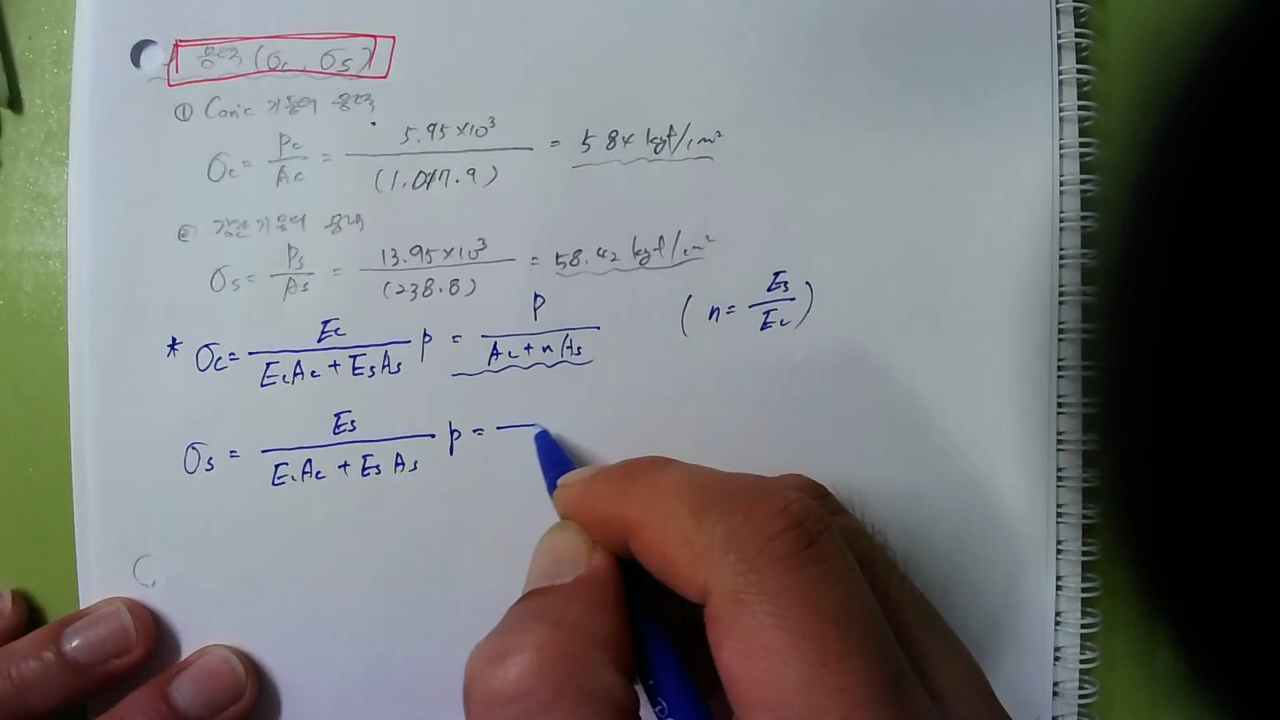 응력 (σc, σs)
① Conc 기둥의 응력
σc = Pc / Ac = 5.95×10³ / (1.017.9) = 5.84 kgf/cm²
② 강관기둥의 응력
σs = Ps / As = 13.95×10³ / (238.8) = 58.42 kgf/cm²
* σc = Ec / (EcAc + EsAs) P = P / (Ac + nAs) (n = Es / Ec)
σs = Es / (EcAc + EsAs) P =